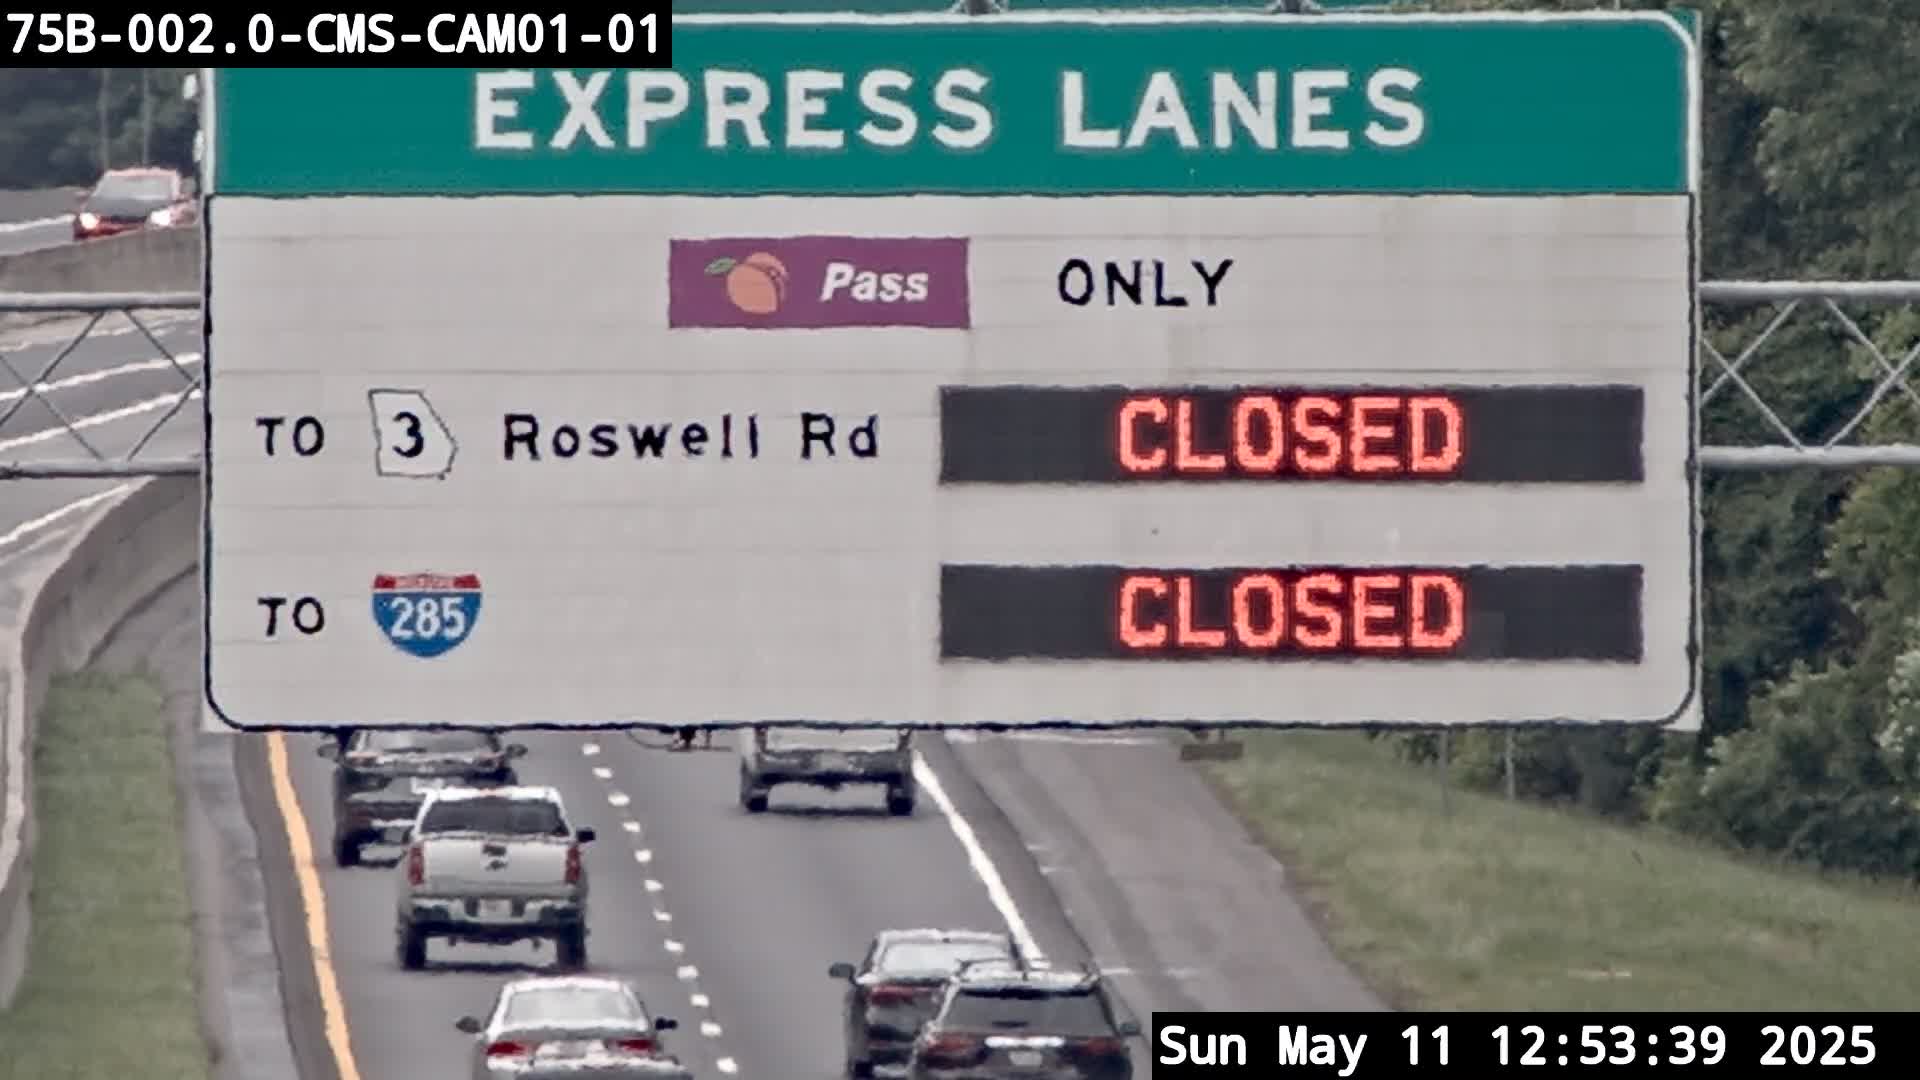 75B-002.0-CMS-CAM01-01
EXPRESS LANES
Pass ONLY
TO 3 Roswell Rd CLOSED
TO 285 CLOSED
Sun May 11 12:53:39 2025